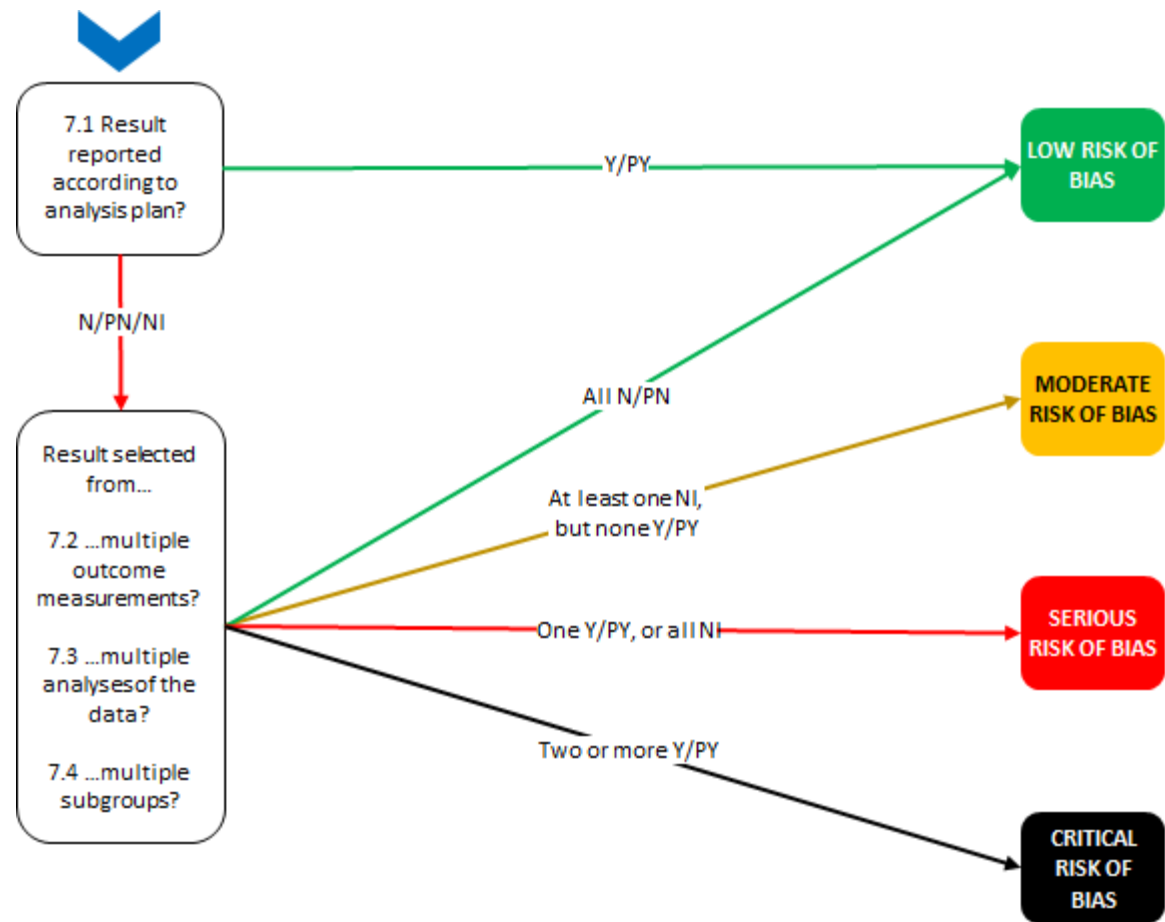 7.1 Result
reported
according to
analysis plan?
Y/PY
LOW RISK OF
BIAS
N/PN/NI
All N/PN
MODERATE
RISK OF BIAS
Result selected
from...
7.2 ...multiple
outcome
measurements?
7.3 ...multiple
analyses of the
data?
7.4 ...multiple
subgroups?
At least one NI,
but none Y/PY
One Y/PY, or all NI
SERIOUS
RISK OF BIAS
Two or more Y/PY
CRITICAL
RISK OF
BIAS